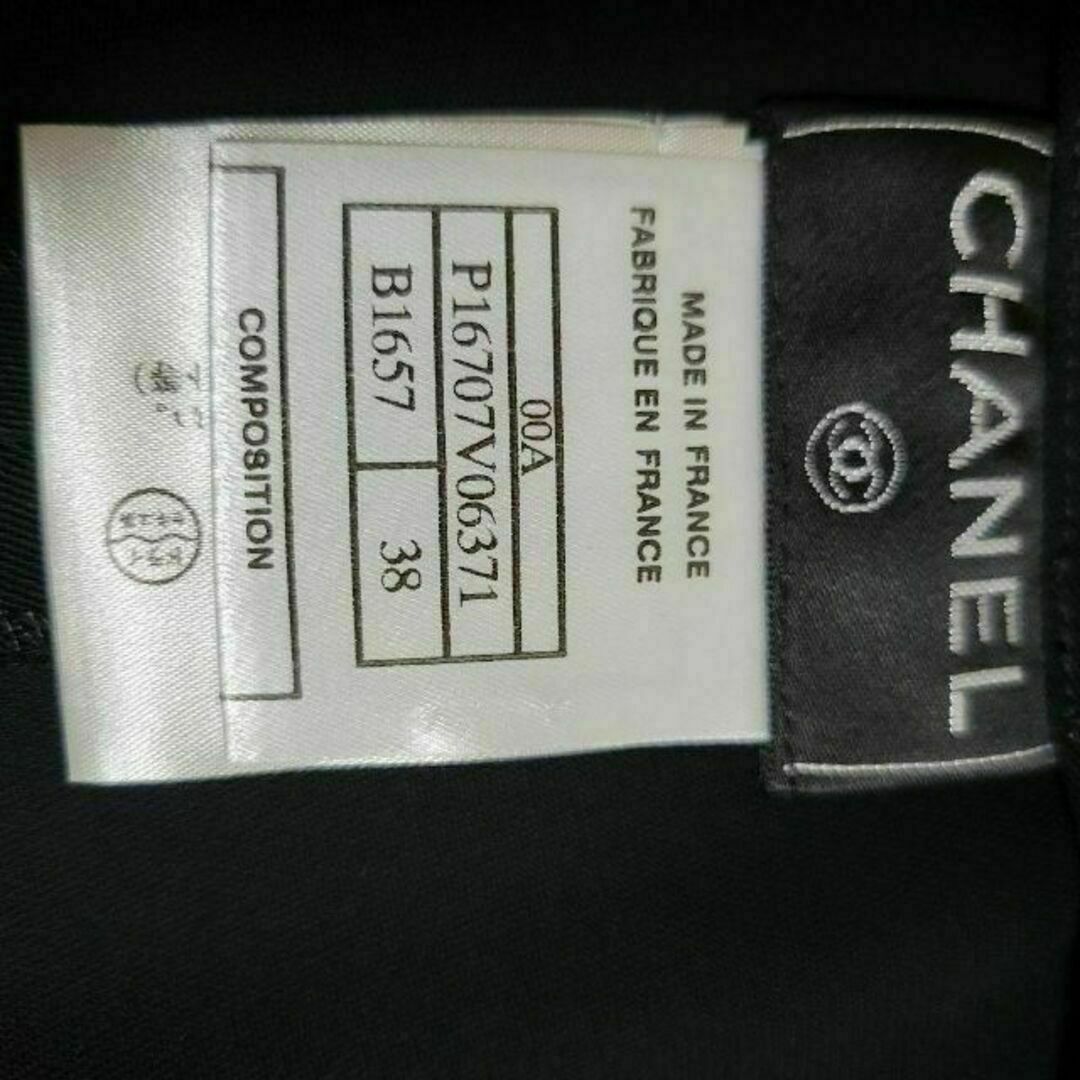 CHANEL
MADE IN FRANCE
FABRIQUE EN FRANCE
00A
P16707V06371
B1657 38
COMPOSITION